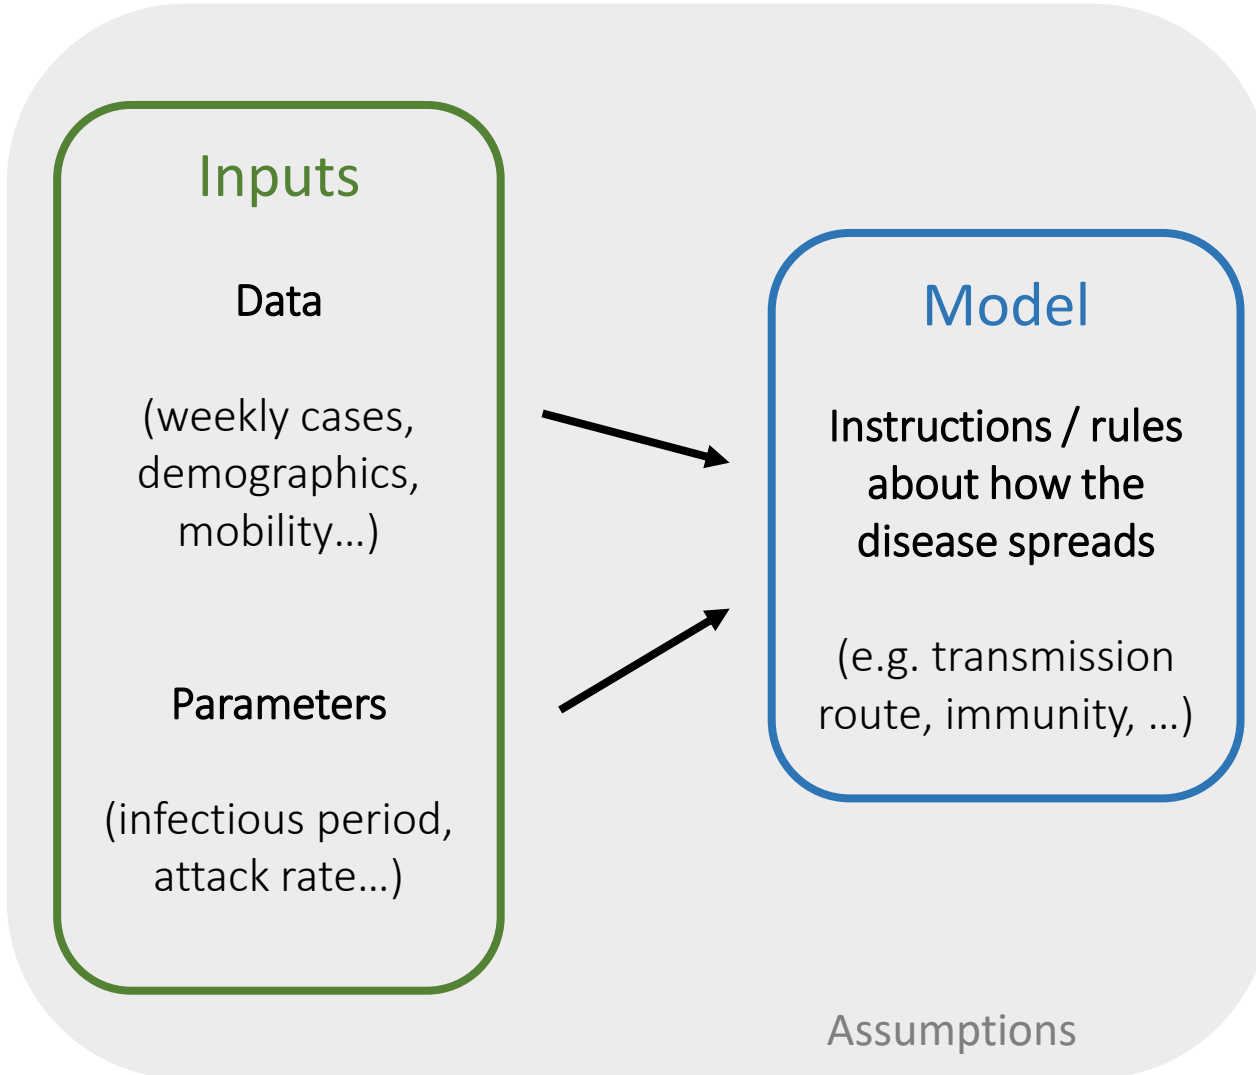 Inputs
Data
(weekly cases,
demographics,
mobility...)
Parameters
(infectious period,
attack rate...)
Model
Instructions / rules
about how the
disease spreads
(e.g. transmission
route, immunity, ...)
Assumptions